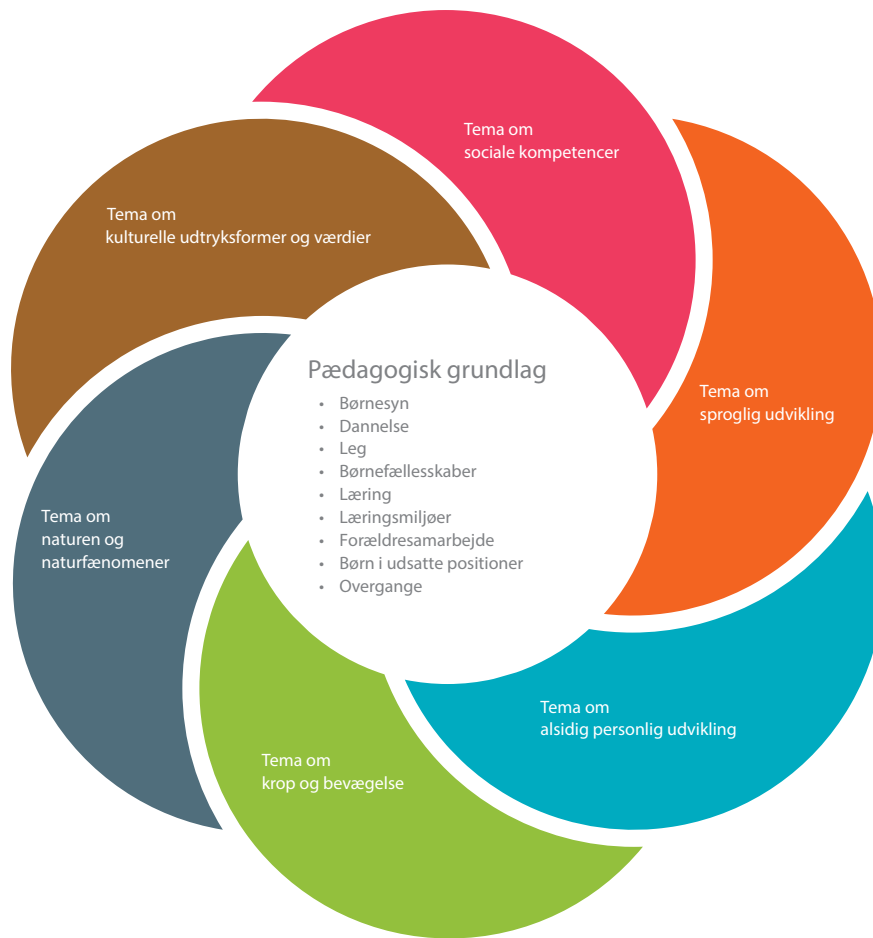 Tema om
sociale kompetencer
Tema om
kulturelle udtryksformer og værdier
Pædagogisk grundlag
• Børnesyn
• Dannelse
• Leg
• Børnefællesskaber
• Læring
• Læringsmiljøer
• Forældresamarbejde
• Børn i udsatte positioner
• Overgange
Tema om
sproglig udvikling
Tema om
naturen og
naturfænomener
Tema om
alsidig personlig udvikling
Tema om
krop og bevægelse